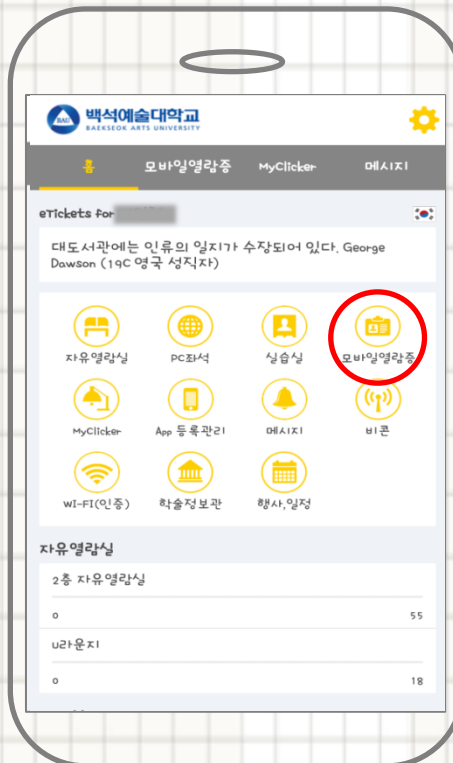 BAU
백석예술대학교
BAEKSEOK ARTS UNIVERSITY
홈 모바일열람증 MyClicker 메시지
eTickets for
대도서관에는 인류의 일지가 수장되어 있다. George
Dawson (19C 영국 성직자)
자유열람실 PC좌석 실습실 모바일열람증
MyClicker App 등록관리 메시지 비콘
WI-FI(인증) 학술정보관 행사,일정
자유열람실
2층 자유열람실
0 55
U라운지
0 18